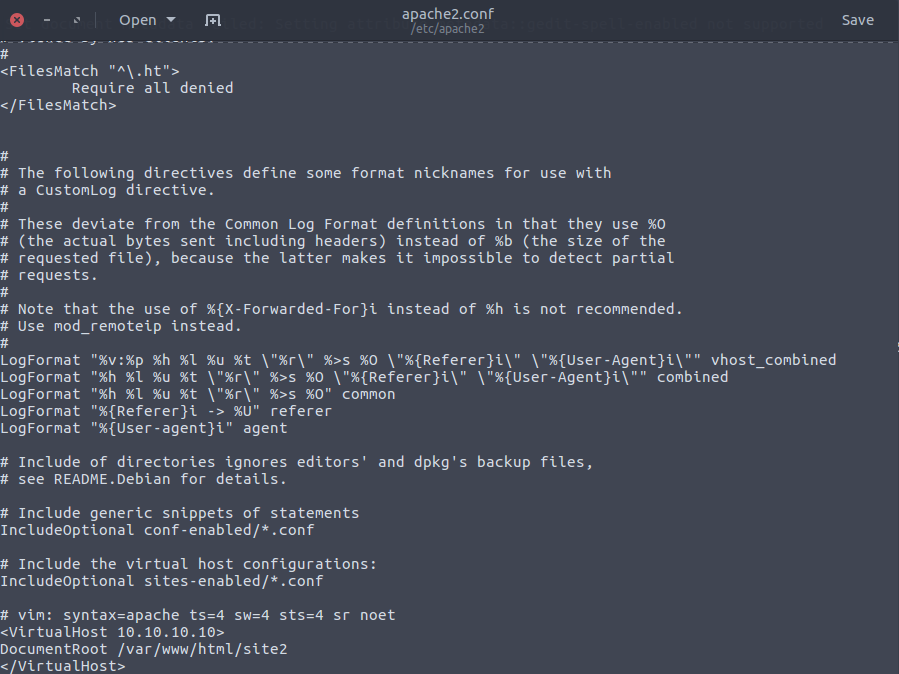 Open
apache2.conf
/etc/apache2
Save
#
<FilesMatch "^\.ht">
        Require all denied
</FilesMatch>
#
# The following directives define some format nicknames for use with
# a CustomLog directive.
#
# These deviate from the Common Log Format definitions in that they use %O
# (the actual bytes sent including headers) instead of %b (the size of the
# requested file), because the latter makes it impossible to detect partial
# requests.
#
# Note that the use of %{X-Forwarded-For}i instead of %h is not recommended.
# Use mod_remoteip instead.
#
LogFormat "%v:%p %h %l %u %t \"%r\" %>s %O \"%{Referer}i\" \"%{User-Agent}i\"" vhost_combined
LogFormat "%h %l %u %t \"%r\" %>s %O \"%{Referer}i\" \"%{User-Agent}i\"" combined
LogFormat "%h %l %u %t \"%r\" %>s %O" common
LogFormat "%{Referer}i -> %U" referer
LogFormat "%{User-agent}i" agent
# Include of directories ignores editors' and dpkg's backup files,
# see README.Debian for details.
# Include generic snippets of statements
IncludeOptional conf-enabled/*.conf
# Include the virtual host configurations:
IncludeOptional sites-enabled/*.conf
# vim: syntax=apache ts=4 sw=4 sts=4 sr noet
<VirtualHost 10.10.10.10>
DocumentRoot /var/www/html/site2
</VirtualHost>